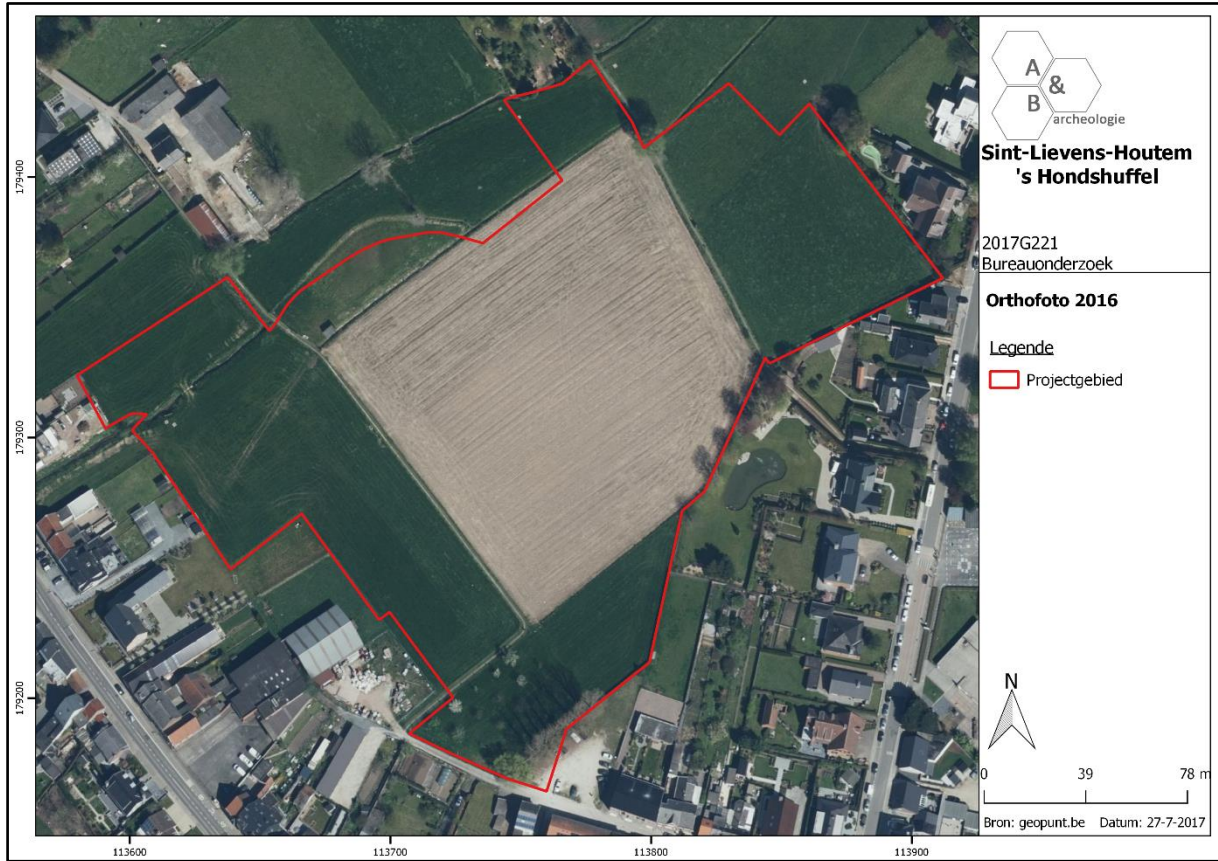 A
&
B
archeologie
Sint-Lievens-Houtem
's Hondshuffel
2017G221
Bureauonderzoek
Orthofoto 2016
Legende
Projectgebied
N
0 39 78 m
Bron: geopunt.be Datum: 27-7-2017
179400
179300
179200
113600 113700 113800 113900